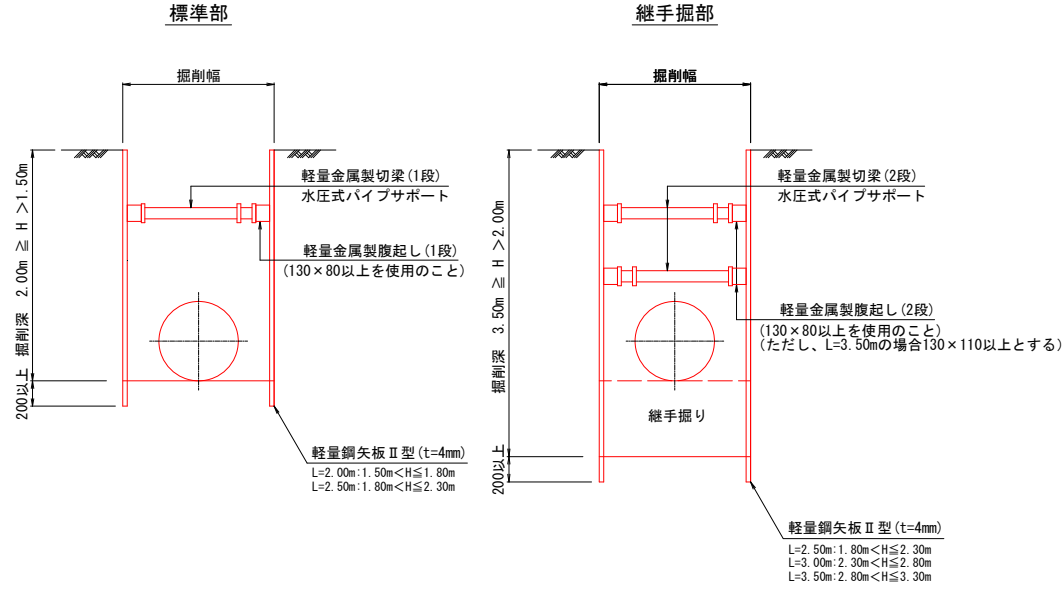 標準部
掘削幅
掘削深 2.00m ≧ H >1.50m
200以上
軽量金属製切梁(1段)
水圧式パイプサポート
軽量金属製腹起し(1段)
(130×80以上を使用のこと)
軽量鋼矢板Ⅱ型(t=4mm)
L=2.00m:1.50m<H≦1.80m
L=2.50m:1.80m<H≦2.30m
継手掘部
掘削幅
掘削深 3.50m ≧ H >2.00m
200以上
軽量金属製切梁(2段)
水圧式パイプサポート
軽量金属製腹起し(2段)
(130×80以上を使用のこと)
(ただし、L=3.50mの場合130×110以上とする)
継手掘り
軽量鋼矢板Ⅱ型(t=4mm)
L=2.50m:1.80m<H≦2.30m
L=3.00m:2.30m<H≦2.80m
L=3.50m:2.80m<H≦3.30m